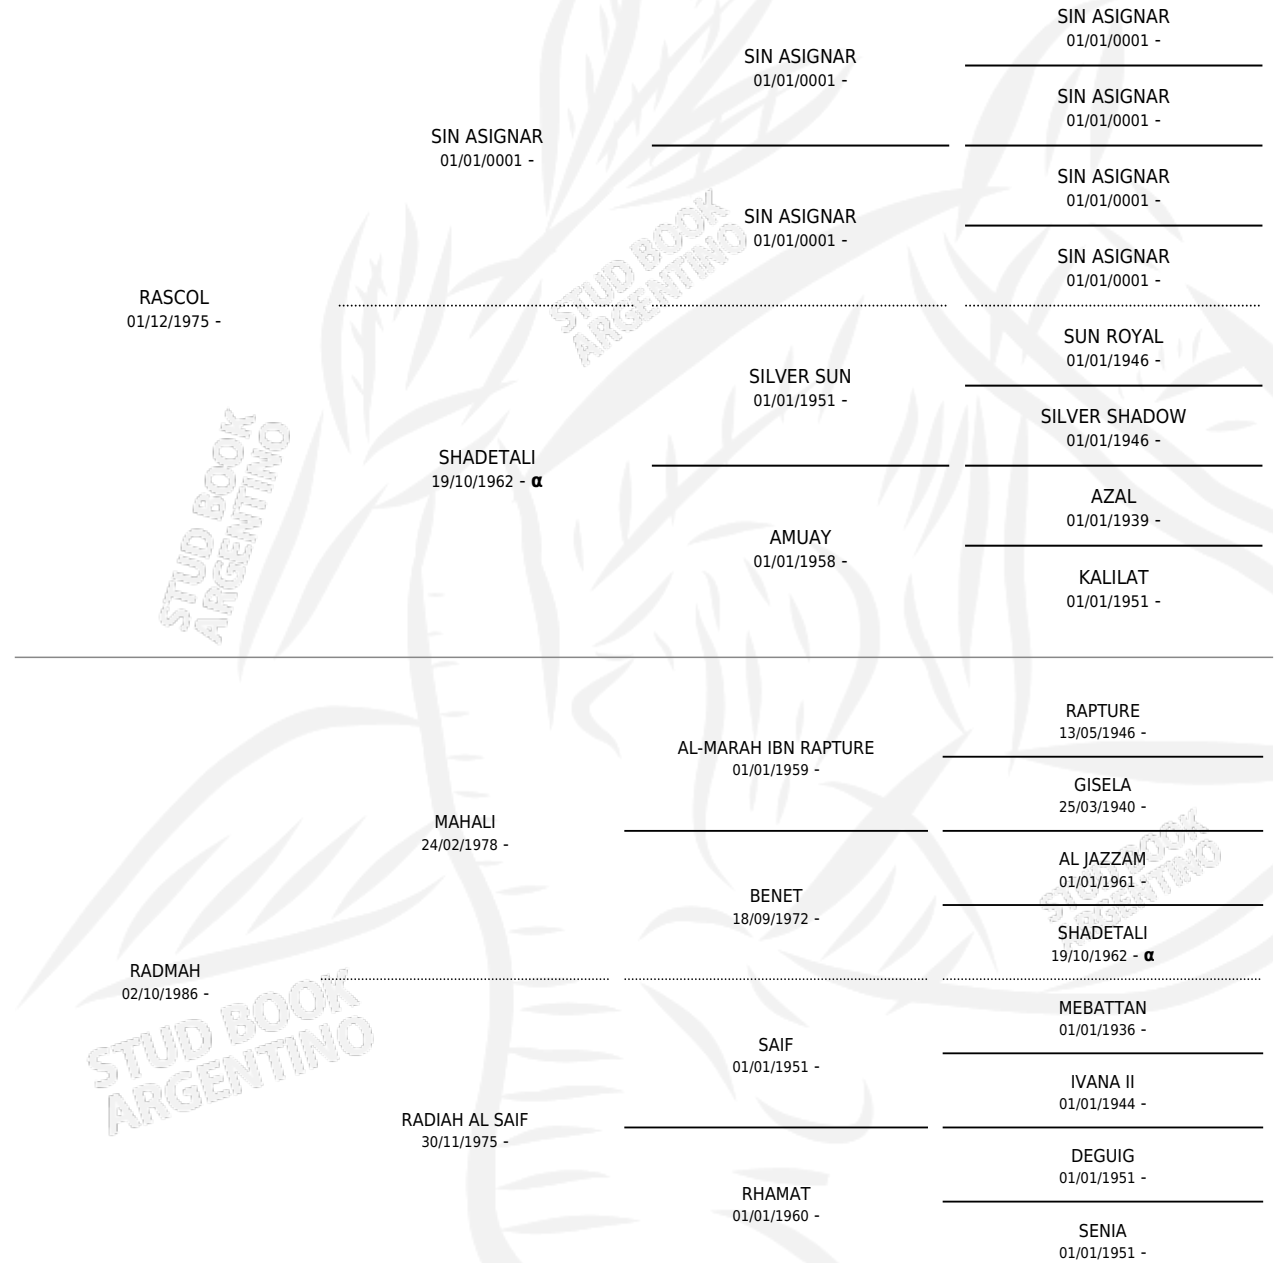 SIN ASIGNAR
01/01/0001 -
SIN ASIGNAR
01/01/0001 -
SIN ASIGNAR
01/01/0001 -
SIN ASIGNAR
01/01/0001 -
SIN ASIGNAR
01/01/0001 -
SIN ASIGNAR
01/01/0001 -
SIN ASIGNAR
01/01/0001 -
STUD BOOK
ARGENTINO
RASCOL
01/12/1975 -
SUN ROYAL
01/01/1946 -
SILVER SUN
01/01/1951 -
SILVER SHADOW
01/01/1946 -
SHADETALI
19/10/1962 - α
AZAL
01/01/1939 -
AMUAY
01/01/1958 -
KALILAT
01/01/1951 -
STUD BOOK
ARGENTINO
RAPTURE
13/05/1946 -
AL-MARAH IBN RAPTURE
01/01/1959 -
GISELA
25/03/1940 -
MAHALI
24/02/1978 -
AL JAZZAM
01/01/1961 -
BENET
18/09/1972 -
SHADETALI
19/10/1962 - α
STUD BOOK
ARGENTINO
RADMAH
02/10/1986 -
MEBATTAN
01/01/1936 -
SAIF
01/01/1951 -
IVANA II
01/01/1944 -
RADIAH AL SAIF
30/11/1975 -
DEGUIG
01/01/1951 -
RHAMAT
01/01/1960 -
SENIA
01/01/1951 -
STUD BOOK
ARGENTINO